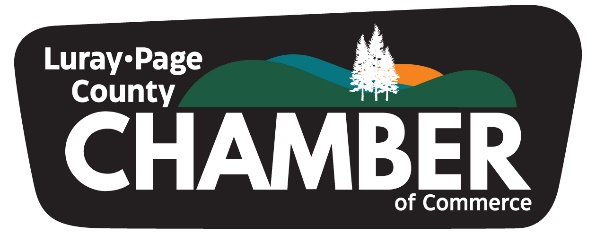 Luray•Page
County
CHAMBER
of Commerce